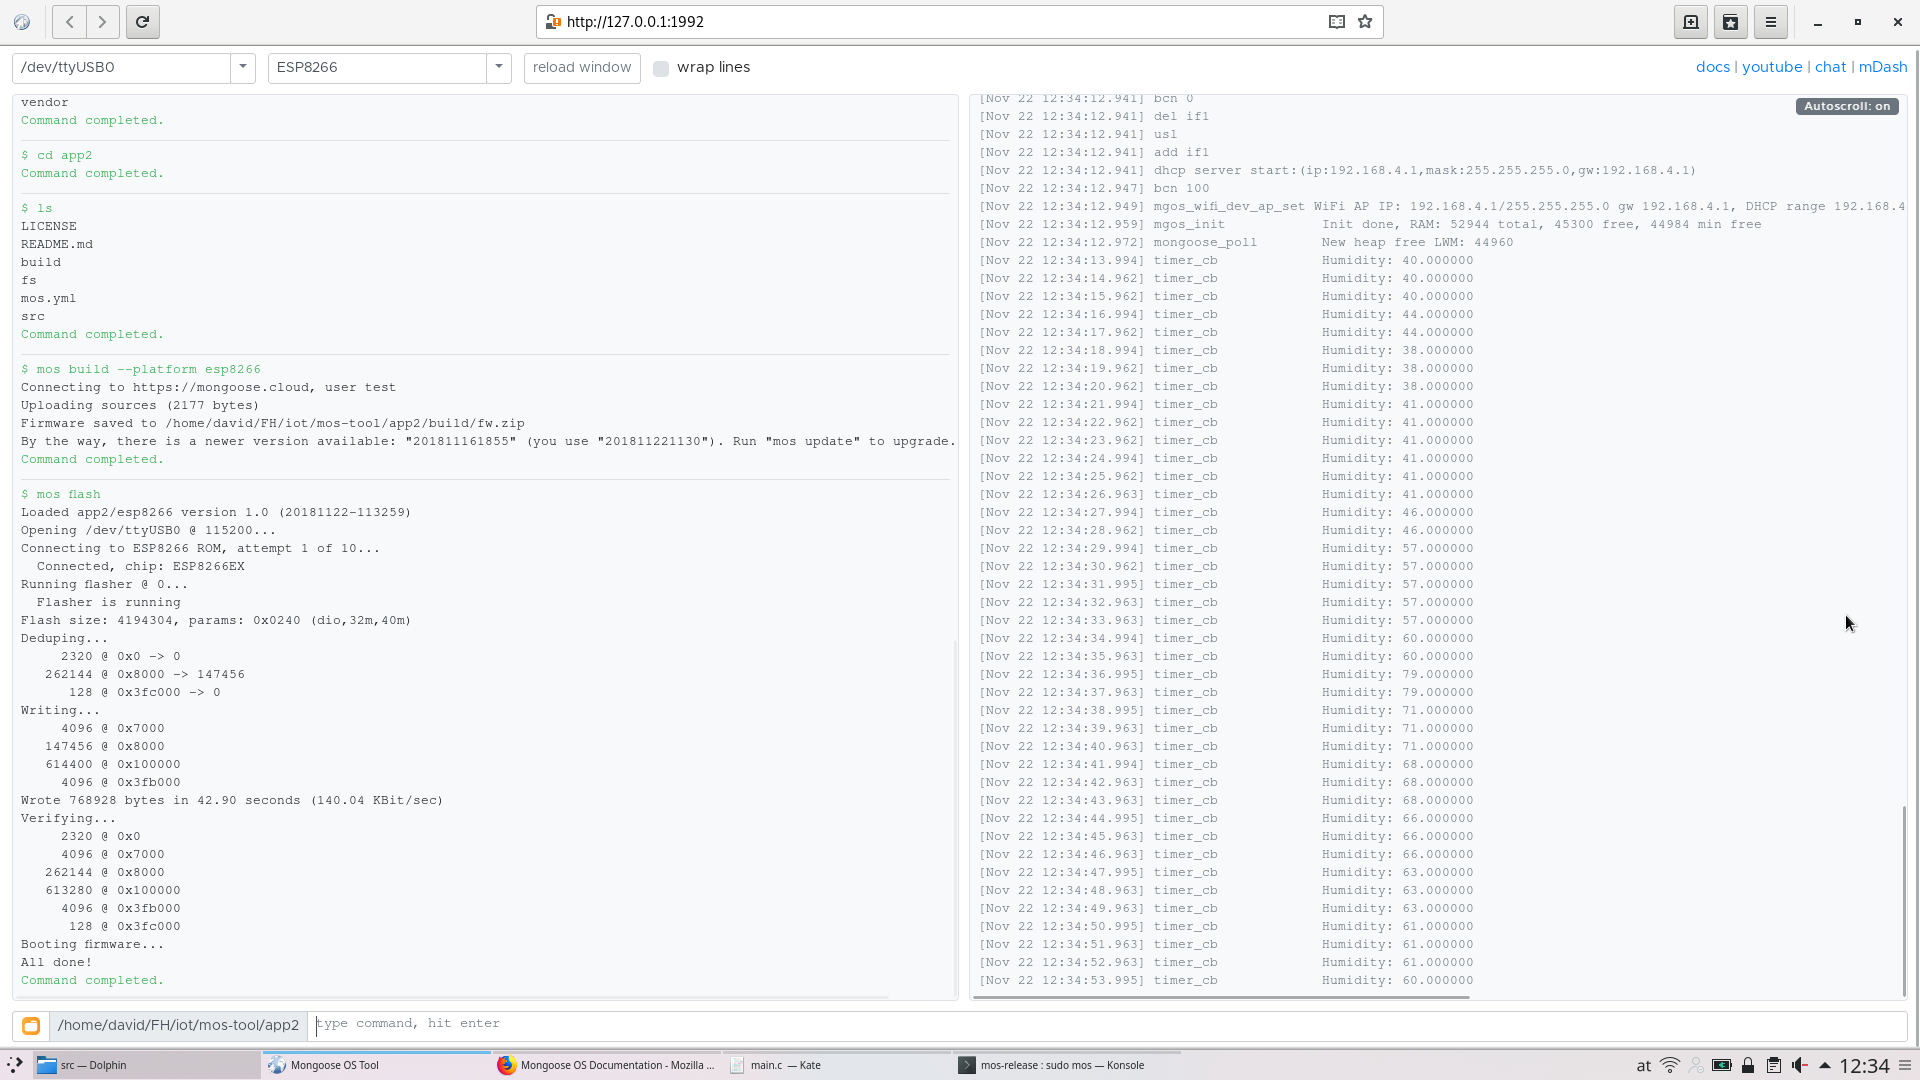 http://127.0.0.1:1992
/dev/ttyUSB0 ESP8266 reload window wrap lines docs | youtube | chat | mDash
vendor
Command completed.
$ cd app2
Command completed.
$ ls
LICENSE
README.md
build
fs
mos.yml
src
Command completed.
$ mos build --platform esp8266
Connecting to https://mongoose.cloud, user test
Uploading sources (2177 bytes)
Firmware saved to /home/david/FH/iot/mos-tool/app2/build/fw.zip
By the way, there is a newer version available: "201811161855" (you use "201811221130"). Run "mos update" to upgrade.
Command completed.
$ mos flash
Loaded app2/esp8266 version 1.0 (20181122-113259)
Opening /dev/ttyUSB0 @ 115200...
Connecting to ESP8266 ROM, attempt 1 of 10...
Connected, chip: ESP8266EX
Running flasher @ 0...
Flasher is running
Flash size: 4194304, params: 0x0240 (dio,32m,40m)
Deduping...
2320 @ 0x0 -> 0
262144 @ 0x8000 -> 147456
128 @ 0x3fc000 -> 0
Writing...
4096 @ 0x7000
147456 @ 0x8000
614400 @ 0x100000
4096 @ 0x3fb000
Wrote 768928 bytes in 42.90 seconds (140.04 KBit/sec)
Verifying...
2320 @ 0x0
4096 @ 0x7000
262144 @ 0x8000
613280 @ 0x100000
4096 @ 0x3fb000
128 @ 0x3fc000
Booting firmware...
All done!
Command completed.
Autoscroll: on
[Nov 22 12:34:12.941] bcn 0
[Nov 22 12:34:12.941] del if1
[Nov 22 12:34:12.941] usl
[Nov 22 12:34:12.941] add if1
[Nov 22 12:34:12.941] dhcp server start:(ip:192.168.4.1,mask:255.255.255.0,gw:192.168.4.1)
[Nov 22 12:34:12.947] bcn 100
[Nov 22 12:34:12.949] mgos_wifi_dev_ap_set WiFi AP IP: 192.168.4.1/255.255.255.0 gw 192.168.4.1, DHCP range 192.168.4
[Nov 22 12:34:12.959] mgos_init Init done, RAM: 52944 total, 45300 free, 44984 min free
[Nov 22 12:34:12.972] mongoose_poll New heap free LWM: 44960
[Nov 22 12:34:13.994] timer_cb Humidity: 40.000000
[Nov 22 12:34:14.962] timer_cb Humidity: 40.000000
[Nov 22 12:34:15.962] timer_cb Humidity: 40.000000
[Nov 22 12:34:16.994] timer_cb Humidity: 44.000000
[Nov 22 12:34:17.962] timer_cb Humidity: 44.000000
[Nov 22 12:34:18.994] timer_cb Humidity: 38.000000
[Nov 22 12:34:19.962] timer_cb Humidity: 38.000000
[Nov 22 12:34:20.962] timer_cb Humidity: 38.000000
[Nov 22 12:34:21.994] timer_cb Humidity: 41.000000
[Nov 22 12:34:22.962] timer_cb Humidity: 41.000000
[Nov 22 12:34:23.962] timer_cb Humidity: 41.000000
[Nov 22 12:34:24.994] timer_cb Humidity: 41.000000
[Nov 22 12:34:25.962] timer_cb Humidity: 41.000000
[Nov 22 12:34:26.963] timer_cb Humidity: 41.000000
[Nov 22 12:34:27.994] timer_cb Humidity: 46.000000
[Nov 22 12:34:28.962] timer_cb Humidity: 46.000000
[Nov 22 12:34:29.994] timer_cb Humidity: 57.000000
[Nov 22 12:34:30.962] timer_cb Humidity: 57.000000
[Nov 22 12:34:31.995] timer_cb Humidity: 57.000000
[Nov 22 12:34:32.963] timer_cb Humidity: 57.000000
[Nov 22 12:34:33.963] timer_cb Humidity: 57.000000
[Nov 22 12:34:34.994] timer_cb Humidity: 60.000000
[Nov 22 12:34:35.963] timer_cb Humidity: 60.000000
[Nov 22 12:34:36.995] timer_cb Humidity: 79.000000
[Nov 22 12:34:37.963] timer_cb Humidity: 79.000000
[Nov 22 12:34:38.995] timer_cb Humidity: 71.000000
[Nov 22 12:34:39.963] timer_cb Humidity: 71.000000
[Nov 22 12:34:40.963] timer_cb Humidity: 71.000000
[Nov 22 12:34:41.994] timer_cb Humidity: 68.000000
[Nov 22 12:34:42.963] timer_cb Humidity: 68.000000
[Nov 22 12:34:43.963] timer_cb Humidity: 68.000000
[Nov 22 12:34:44.995] timer_cb Humidity: 66.000000
[Nov 22 12:34:45.963] timer_cb Humidity: 66.000000
[Nov 22 12:34:46.963] timer_cb Humidity: 66.000000
[Nov 22 12:34:47.995] timer_cb Humidity: 63.000000
[Nov 22 12:34:48.963] timer_cb Humidity: 63.000000
[Nov 22 12:34:49.963] timer_cb Humidity: 63.000000
[Nov 22 12:34:50.995] timer_cb Humidity: 61.000000
[Nov 22 12:34:51.963] timer_cb Humidity: 61.000000
[Nov 22 12:34:52.963] timer_cb Humidity: 61.000000
[Nov 22 12:34:53.995] timer_cb Humidity: 60.000000
/home/david/FH/iot/mos-tool/app2 type command, hit enter
src — Dolphin Mongoose OS Tool Mongoose OS Documentation - Mozilla ... main.c — Kate mos-release : sudo mos — Konsole at 12:34